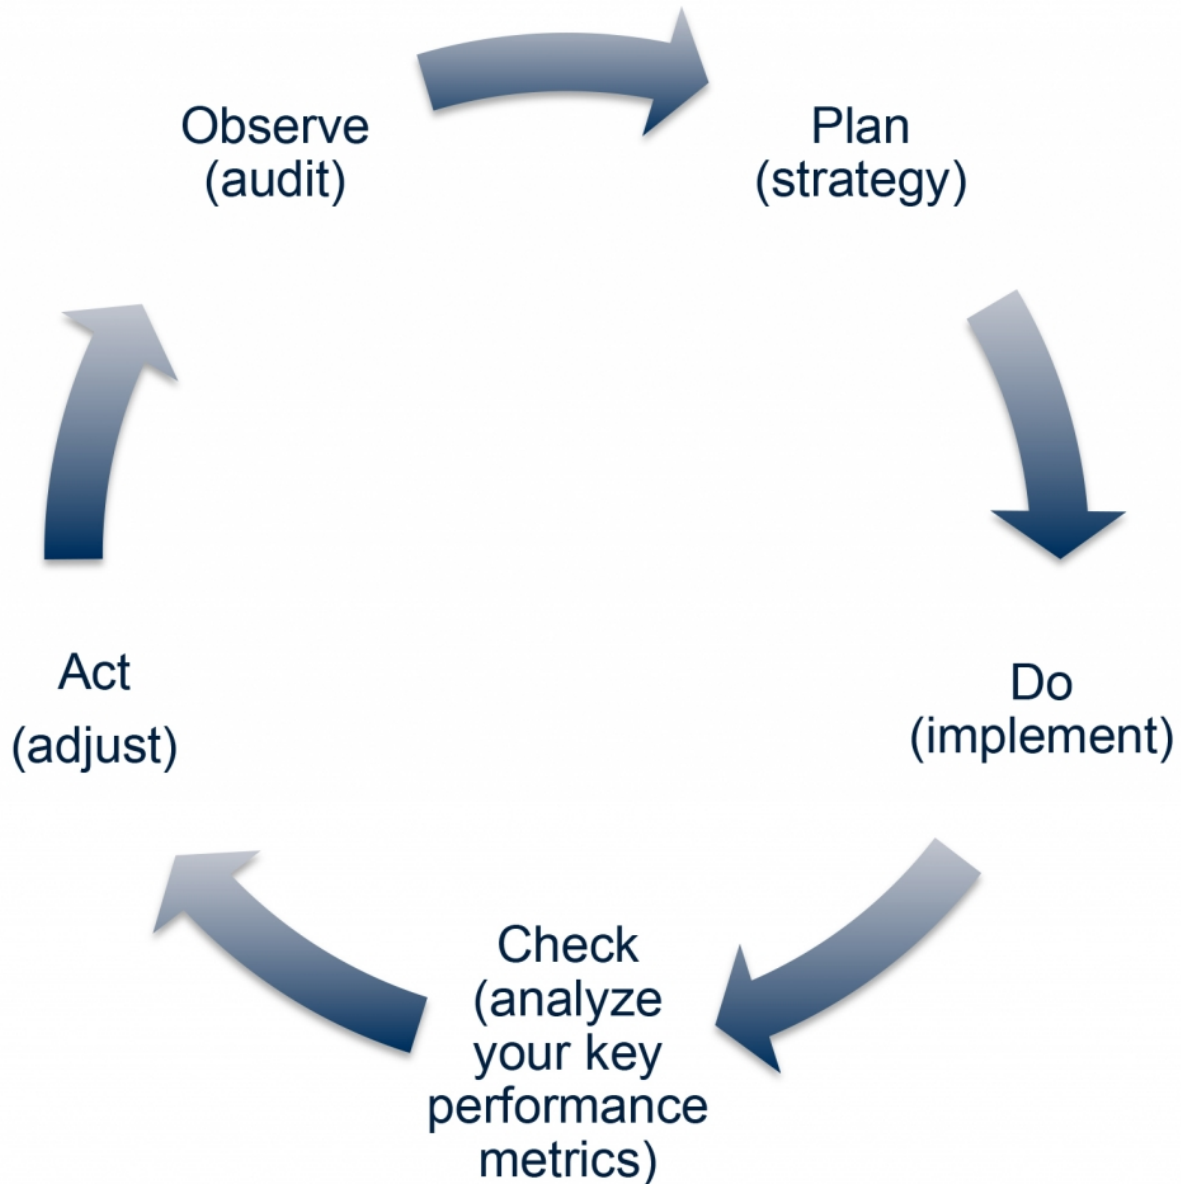 Observe
(audit)
Plan
(strategy)
Do
(implement)
Check
(analyze
your key
performance
metrics)
Act
(adjust)